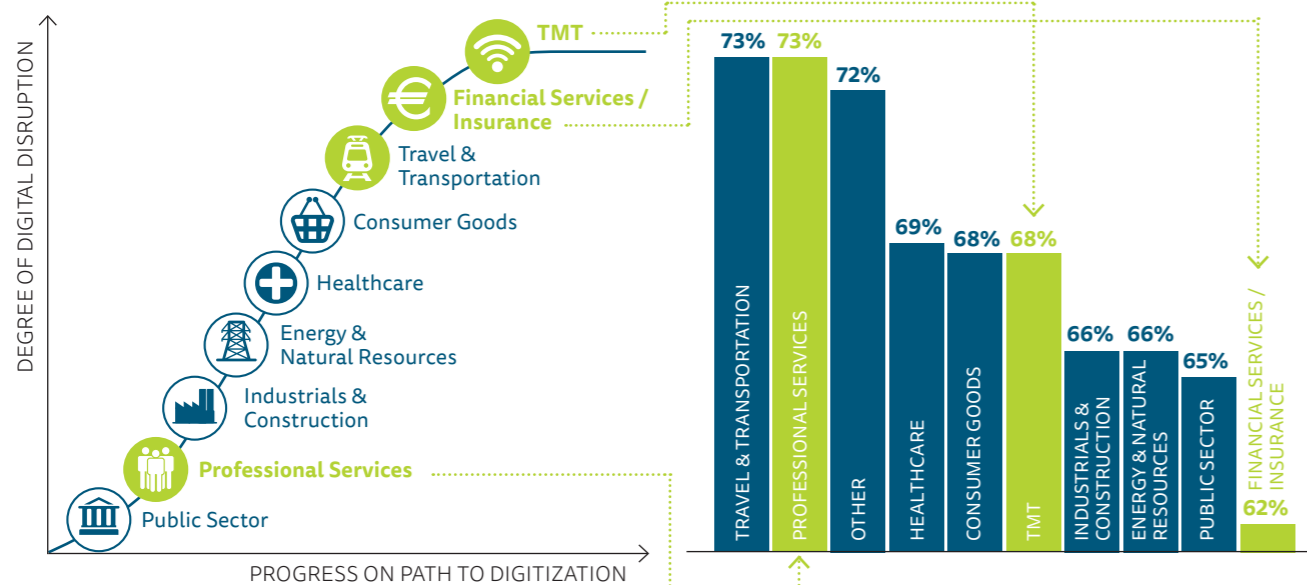 DEGREE OF DIGITAL DISRUPTION
TMT
Financial Services /
Insurance
Travel &
Transportation
Consumer Goods
Healthcare
Energy &
Natural Resources
Industrials &
Construction
Professional Services
Public Sector
PROGRESS ON PATH TO DIGITIZATION
73%
TRAVEL & TRANSPORTATION
73%
PROFESSIONAL SERVICES
72%
OTHER
69%
HEALTHCARE
68%
CONSUMER GOODS
68%
TMT
66%
INDUSTRIALS &
CONSTRUCTION
66%
ENERGY & NATURAL
RESOURCES
65%
PUBLIC SECTOR
FINANCIAL SERVICES /
INSURANCE
62%